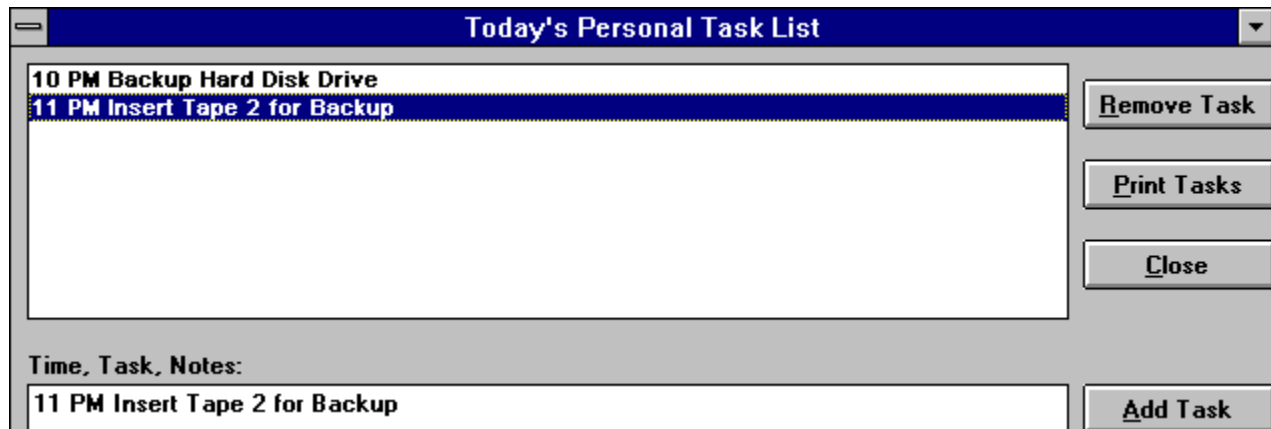 Today's Personal Task List
10 PM Backup Hard Disk Drive
11 PM Insert Tape 2 for Backup
Remove Task
Print Tasks
Close
Time, Task, Notes:
11 PM Insert Tape 2 for Backup
Add Task